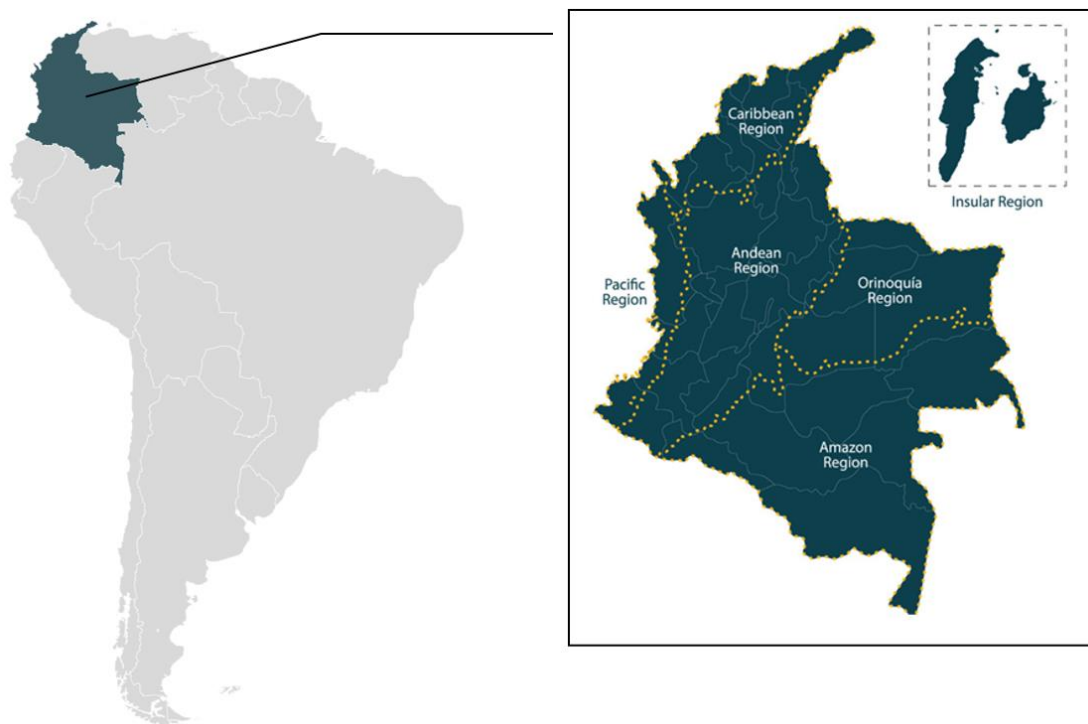 Caribbean
Region
Insular Region
Andean
Region
Pacific
Region
Orinoquía
Region
Amazon
Region